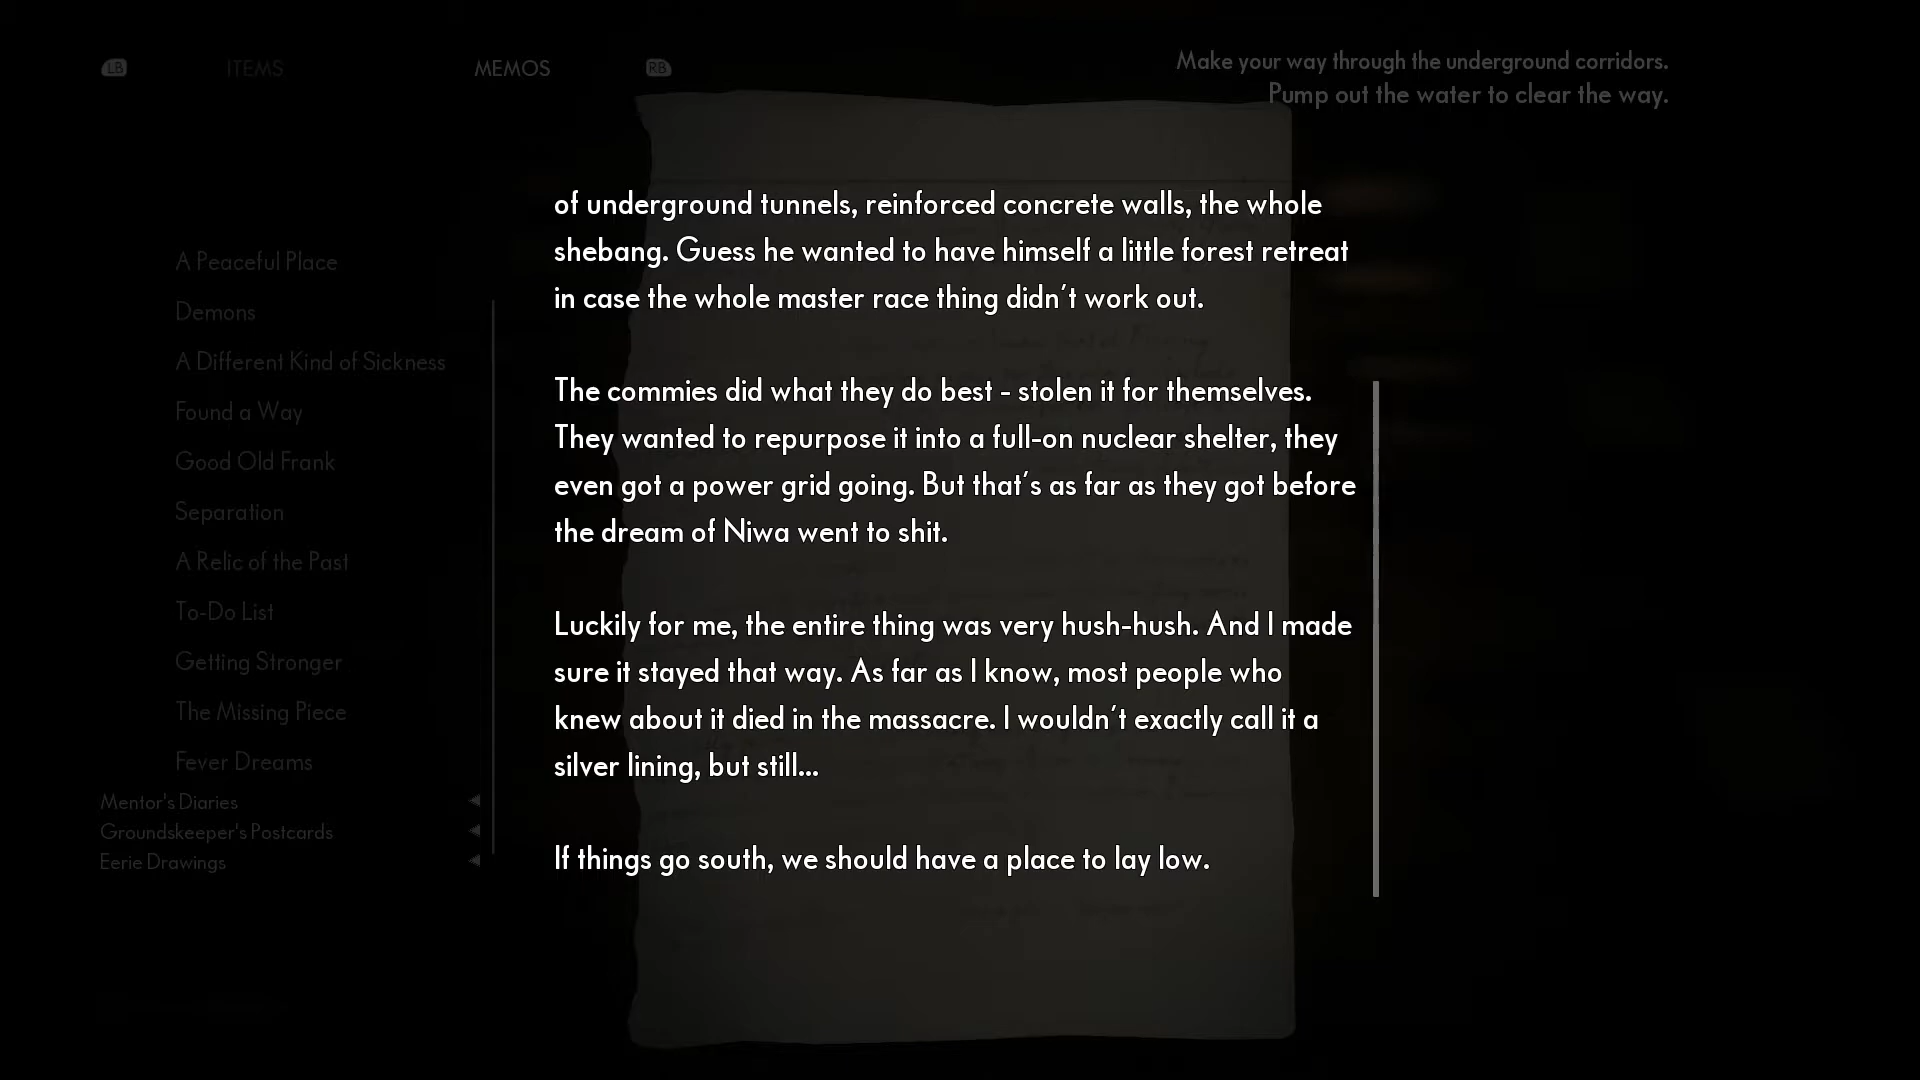 LB
ITEMS
MEMOS
RB
Make your way through the underground corridors.
Pump out the water to clear the way.
A Peaceful Place
Demons
A Different Kind of Sickness
Found a Way
Good Old Frank
Separation
A Relic of the Past
To-Do List
Getting Stronger
The Missing Piece
Fever Dreams
Mentor's Diaries
Groundskeeper's Postcards
Eerie Drawings
of underground tunnels, reinforced concrete walls, the whole
shebang. Guess he wanted to have himself a little forest retreat
in case the whole master race thing didn't work out.
The commies did what they do best - stolen it for themselves.
They wanted to repurpose it into a full-on nuclear shelter, they
even got a power grid going. But that's as far as they got before
the dream of Niwa went to shit.
Luckily for me, the entire thing was very hush-hush. And I made
sure it stayed that way. As far as I know, most people who
knew about it died in the massacre. I wouldn't exactly call it a
silver lining, but still...
If things go south, we should have a place to lay low.